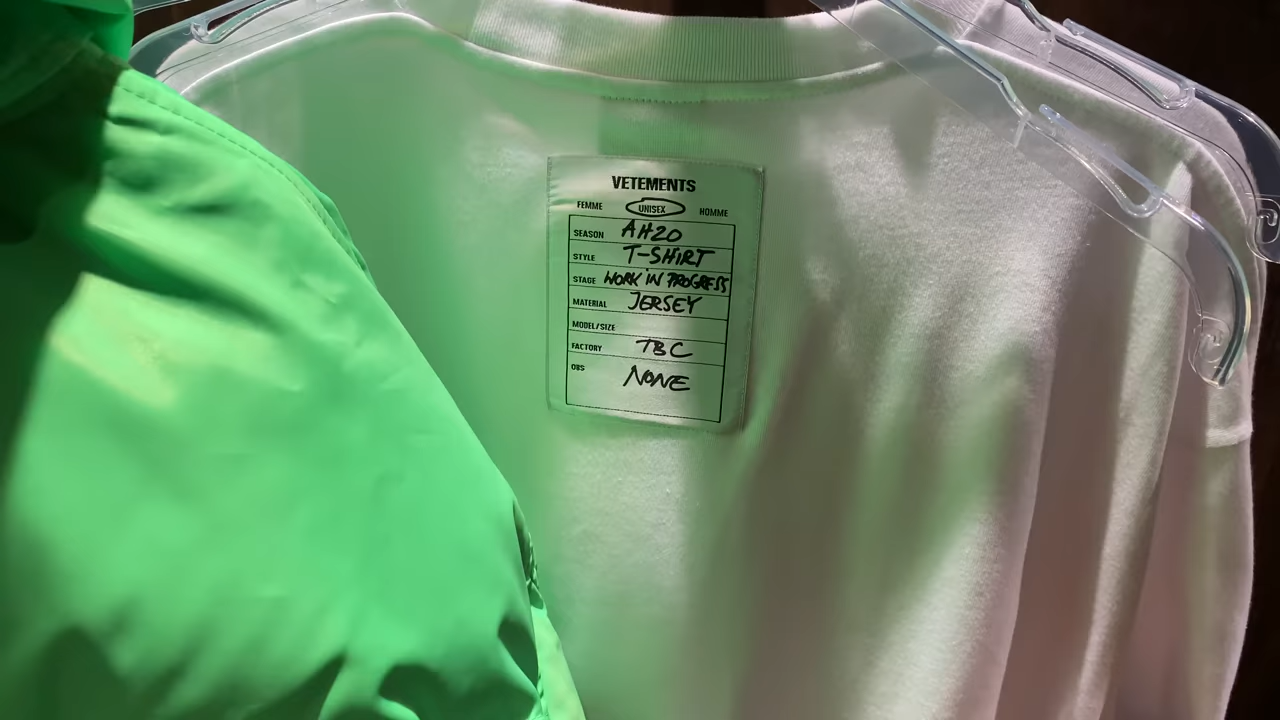 VETEMENTS
FEMME UNISEX HOMME
SEASON AH20
STYLE T-SHIRT
STAGE WORK IN PROGRESS
MATERIAL JERSEY
MODEL/SIZE
FACTORY TBC
OBS NONE